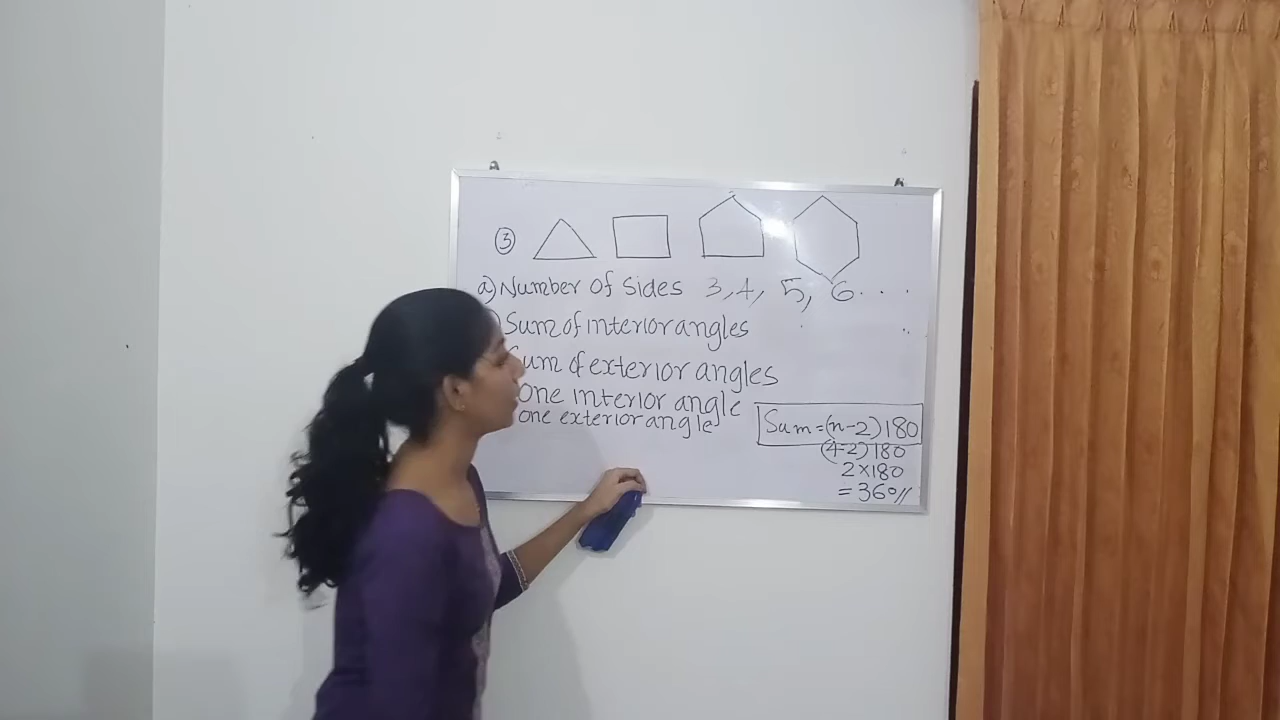 3
a) Number of Sides 3, 4, 5, 6 . . .
Sum of interior angles
Sum of exterior angles
One interior angle
one exterior angle
Sum = (n-2) 180
(4-2) 180
2×180
= 360//